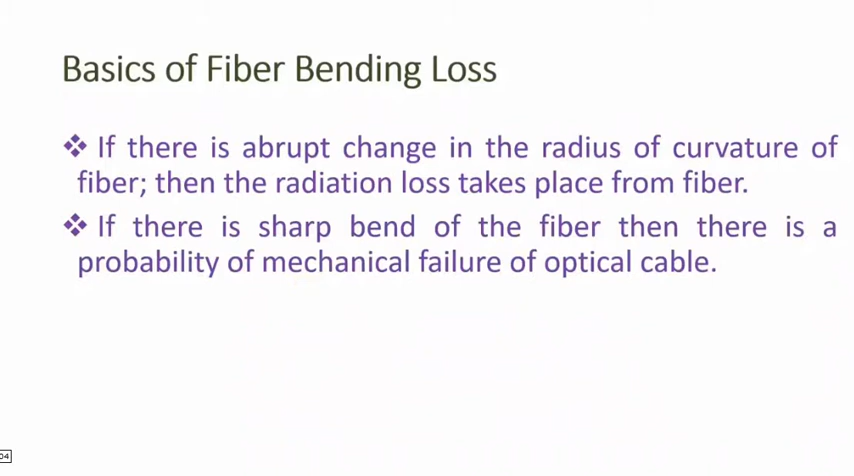 Basics of Fiber Bending Loss
❖ If there is abrupt change in the radius of curvature of
fiber; then the radiation loss takes place from fiber.
❖ If there is sharp bend of the fiber then there is a
probability of mechanical failure of optical cable.
04